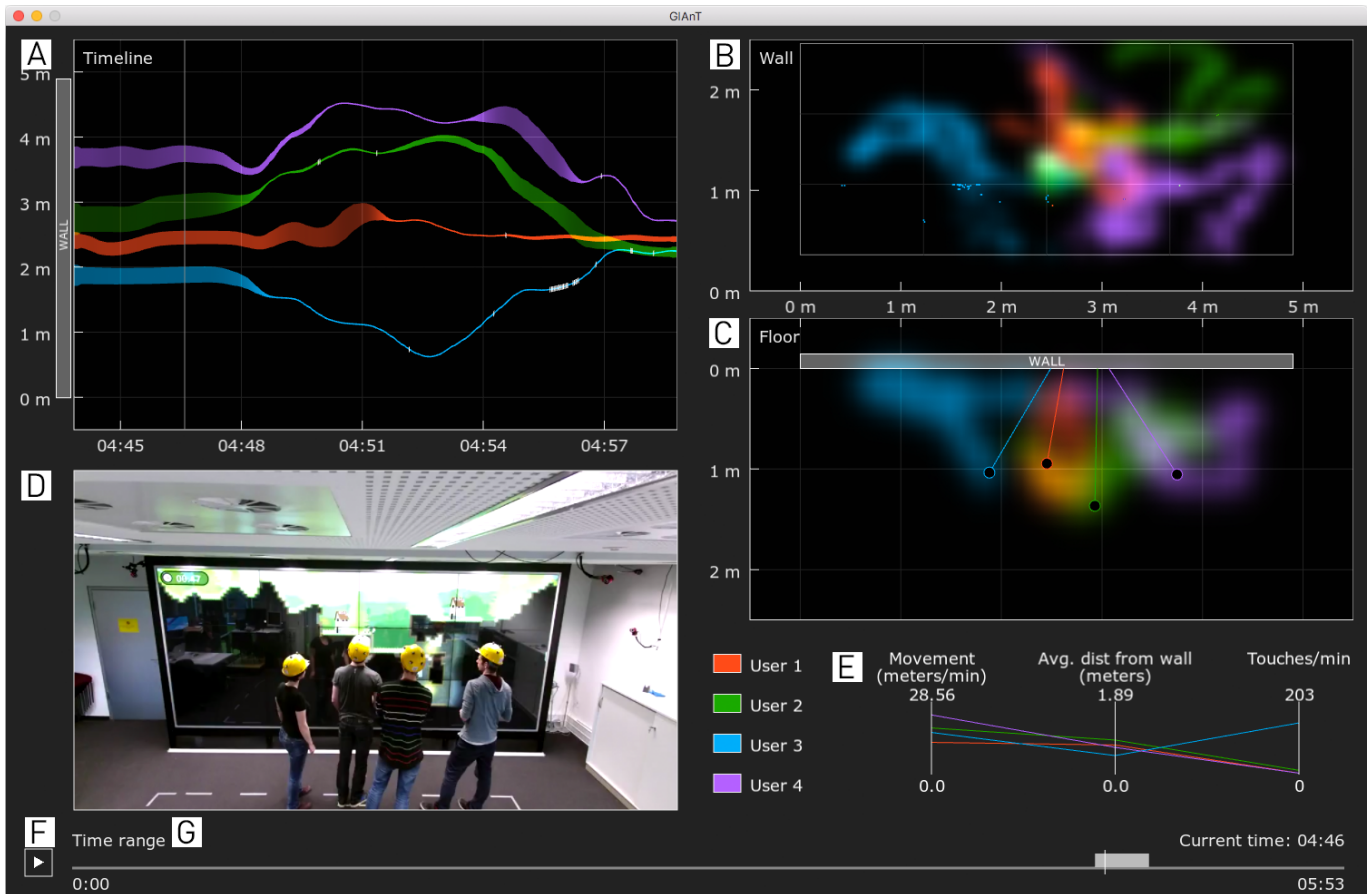 GIAnT
A
Timeline
5 m
4 m
3 m
2 m
1 m
0 m
WALL
04:45
04:48
04:51
04:54
04:57
B
Wall
2 m
1 m
0 m
0 m
1 m
2 m
3 m
4 m
5 m
C
Floor
WALL
0 m
1 m
2 m
D
00:47
User 1
User 2
User 3
User 4
E
Movement
(meters/min)
28.56
0.0
Avg. dist from wall
(meters)
1.89
0.0
Touches/min
203
0
F
Time range
G
Current time: 04:46
0:00
05:53